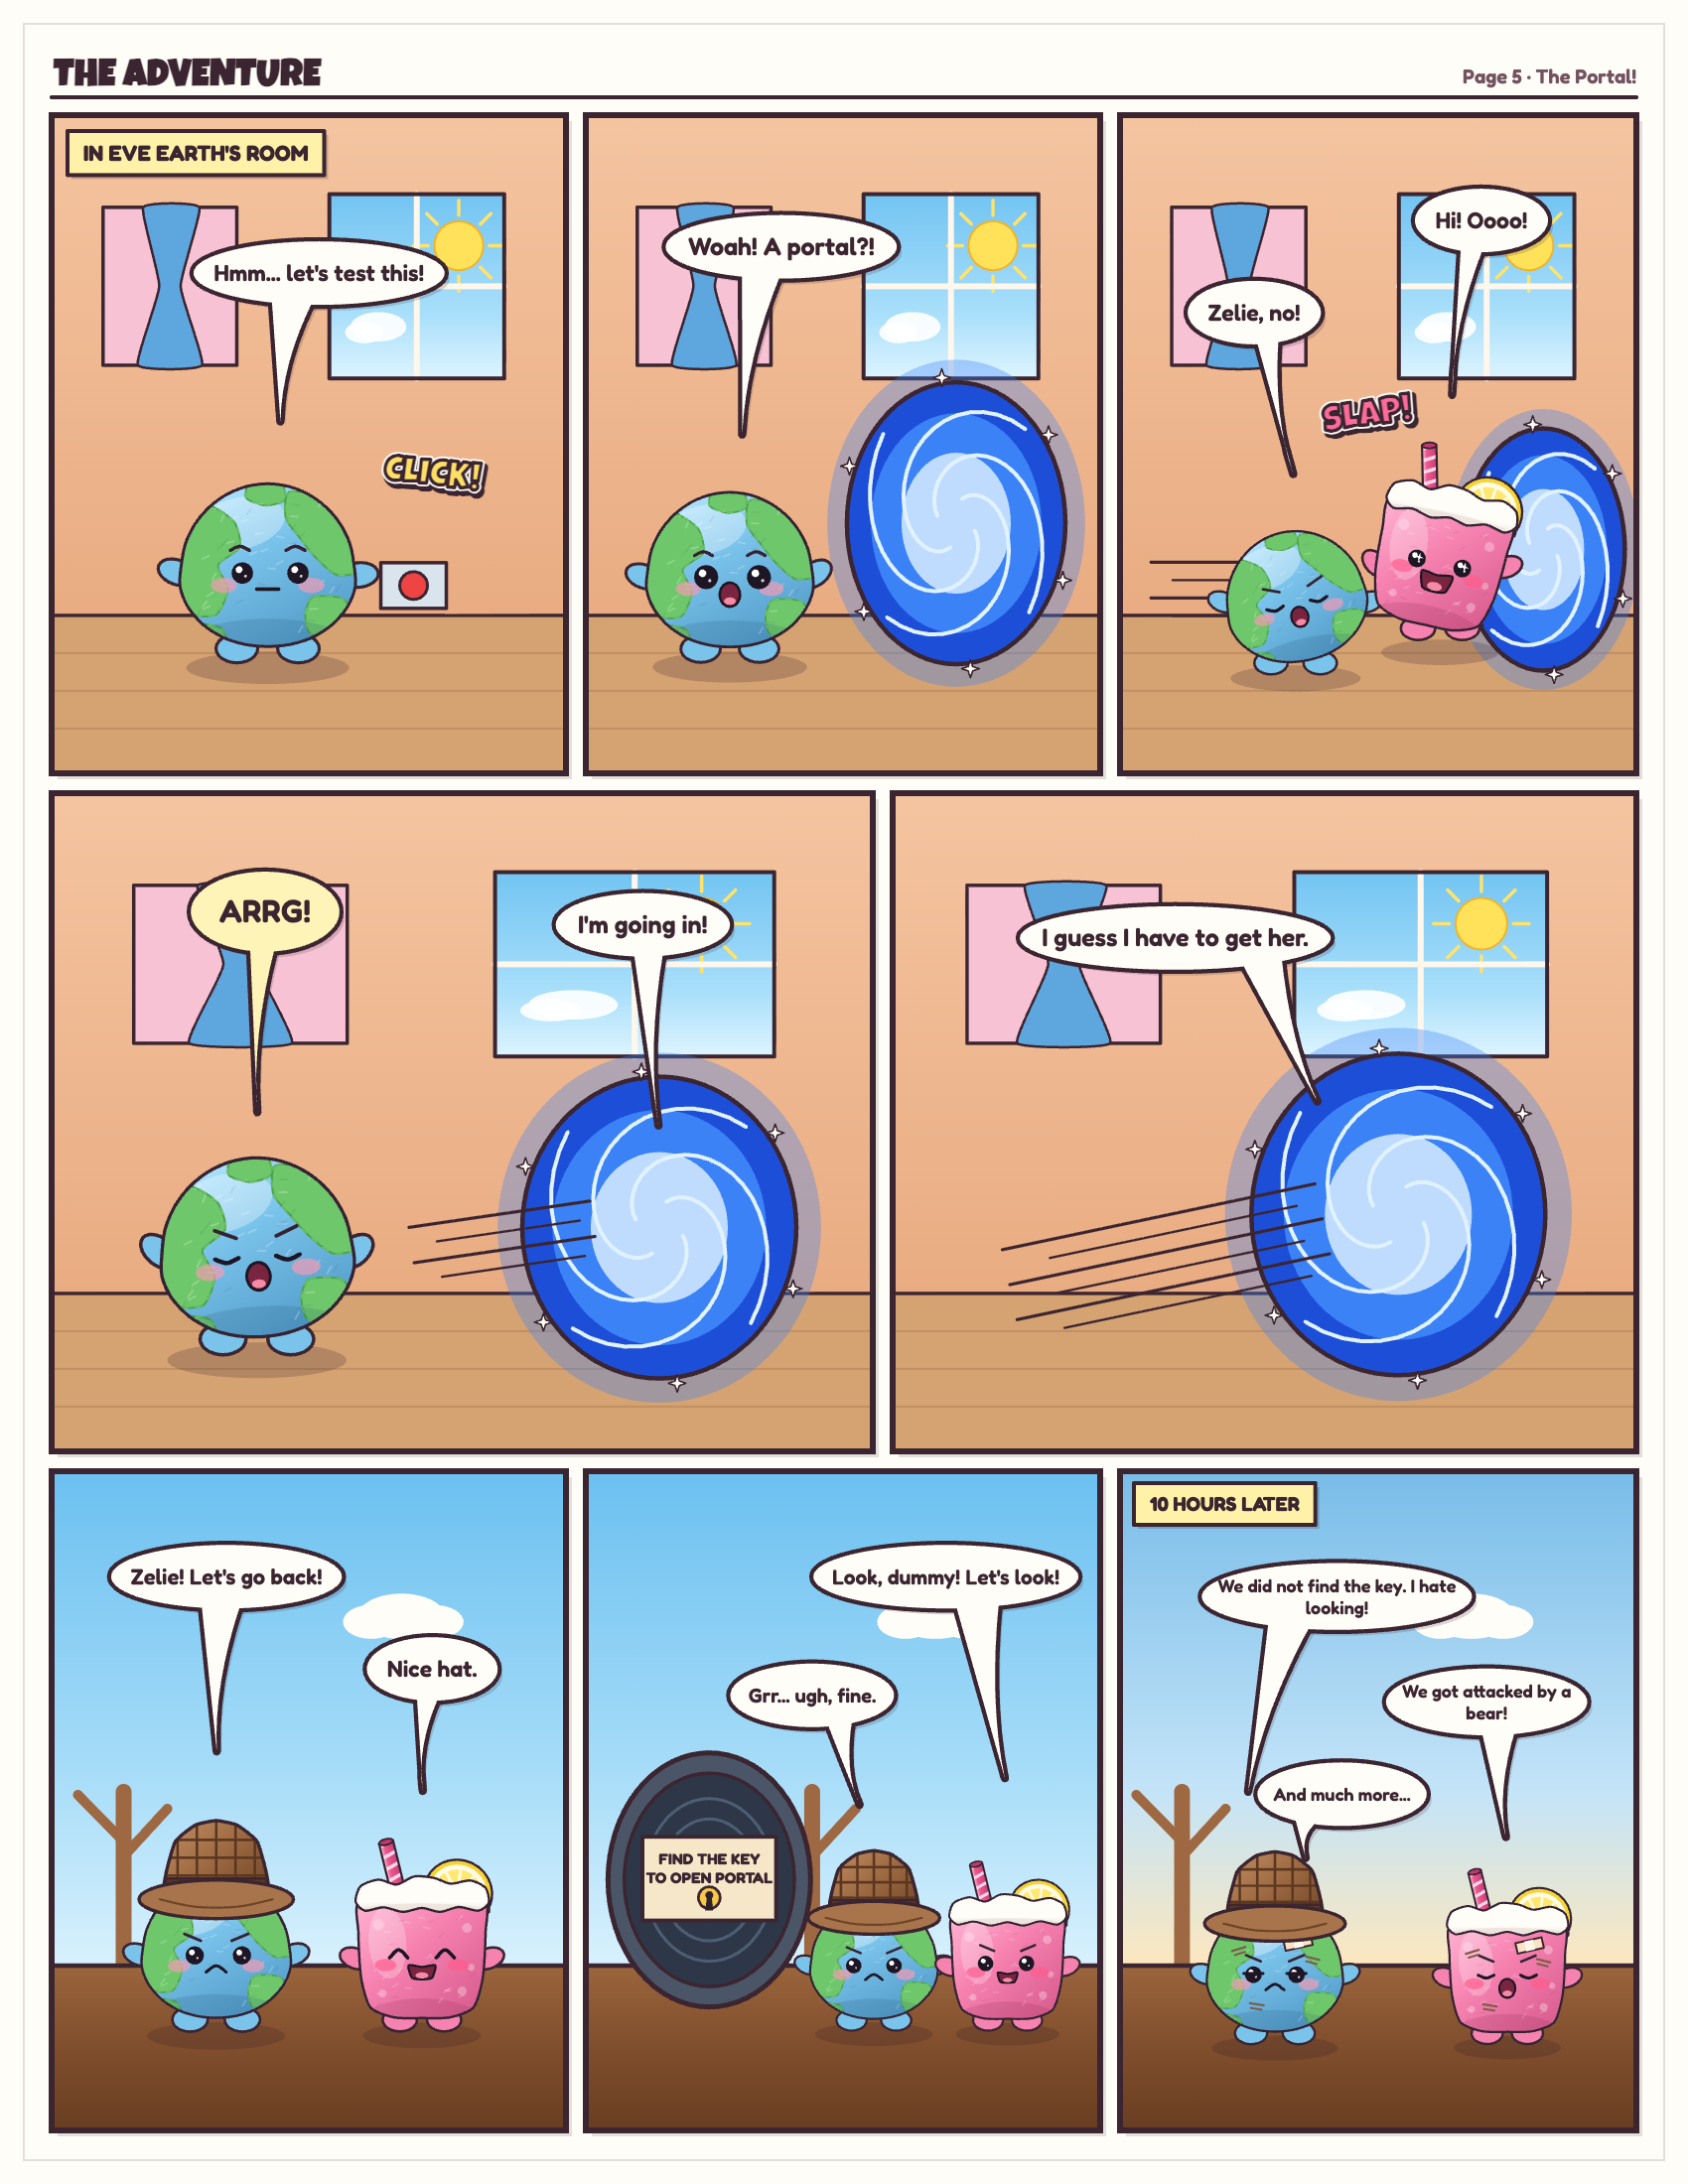 THE ADVENTURE
Page 5 · The Portal!
IN EVE EARTH'S ROOM
Hmm... let's test this!
CLICK!
Woah! A portal?!
Hi! Oooo!
Zelie, no!
SLAP!
ARRG!
I'm going in!
I guess I have to get her.
Zelie! Let's go back!
Nice hat.
Look, dummy! Let's look!
Grr... ugh, fine.
FIND THE KEY
TO OPEN PORTAL
10 HOURS LATER
We did not find the key. I hate
looking!
We got attacked by a
bear!
And much more...